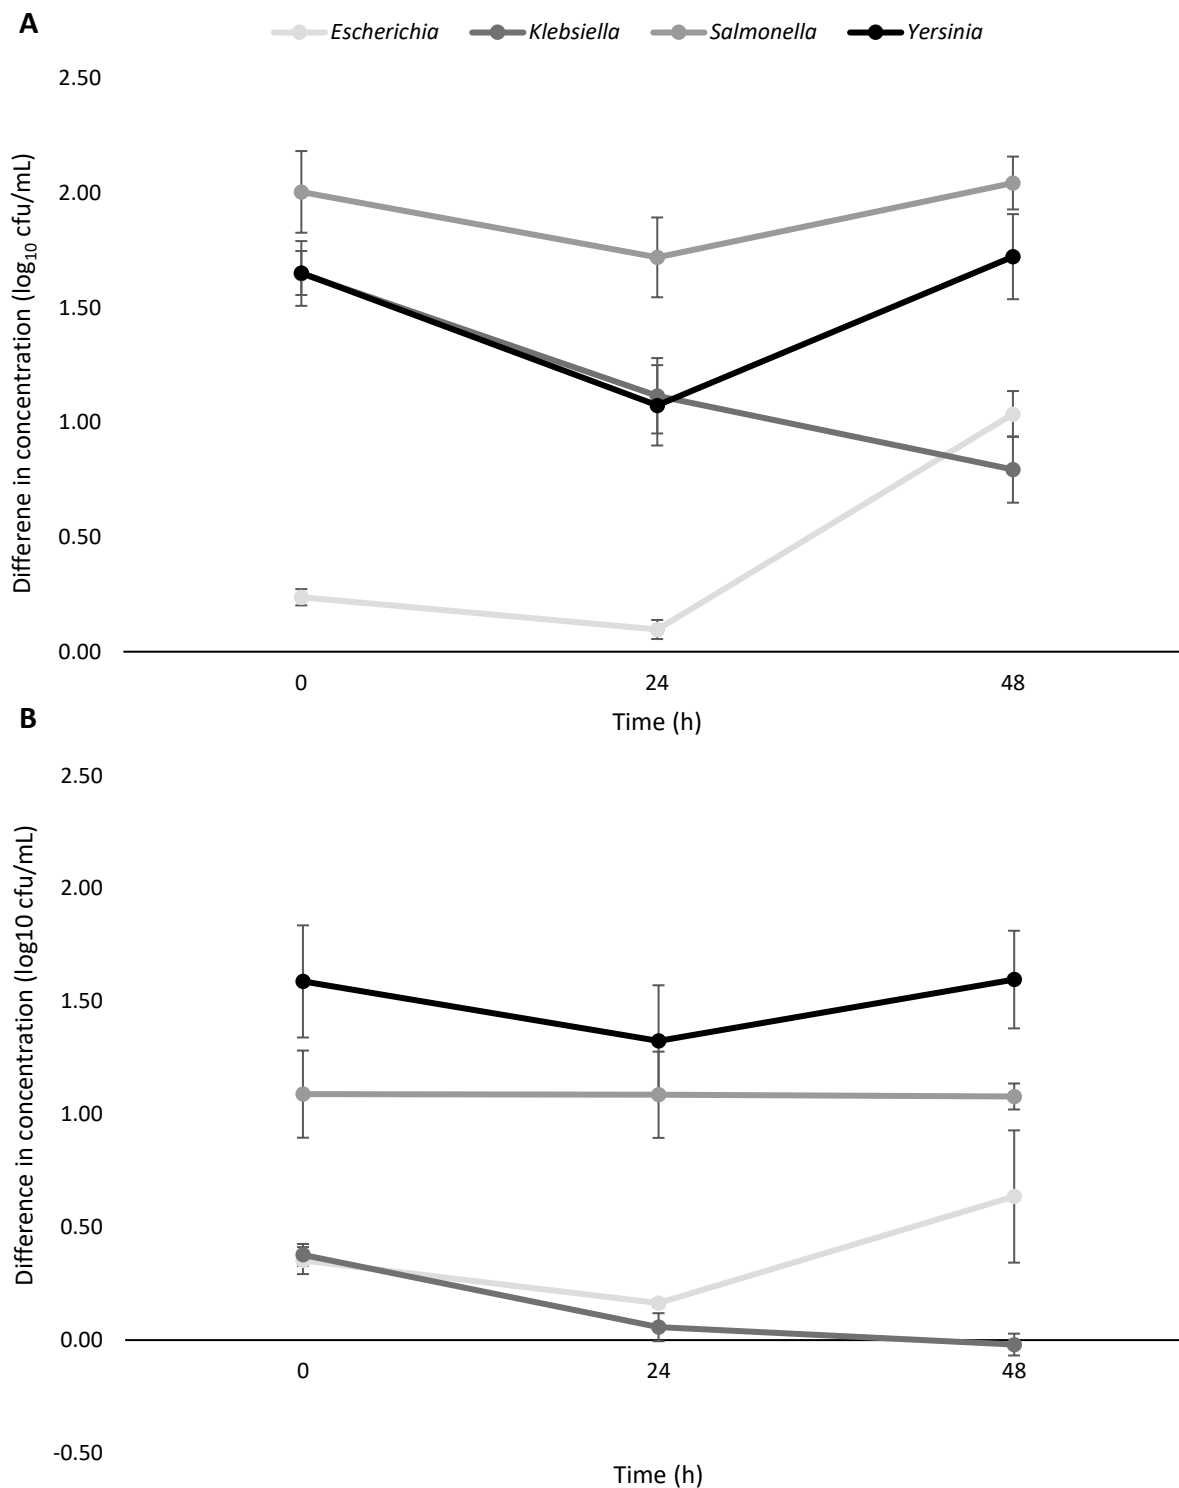 A
Escherichia Klebsiella Salmonella Yersinia
Differene in concentration (log₁₀ cfu/mL)
2.50
2.00
1.50
1.00
0.50
0.00
0 24 48
Time (h)
B
Difference in concentration (log10 cfu/mL)
2.50
2.00
1.50
1.00
0.50
0.00
0 24 48
-0.50
Time (h)